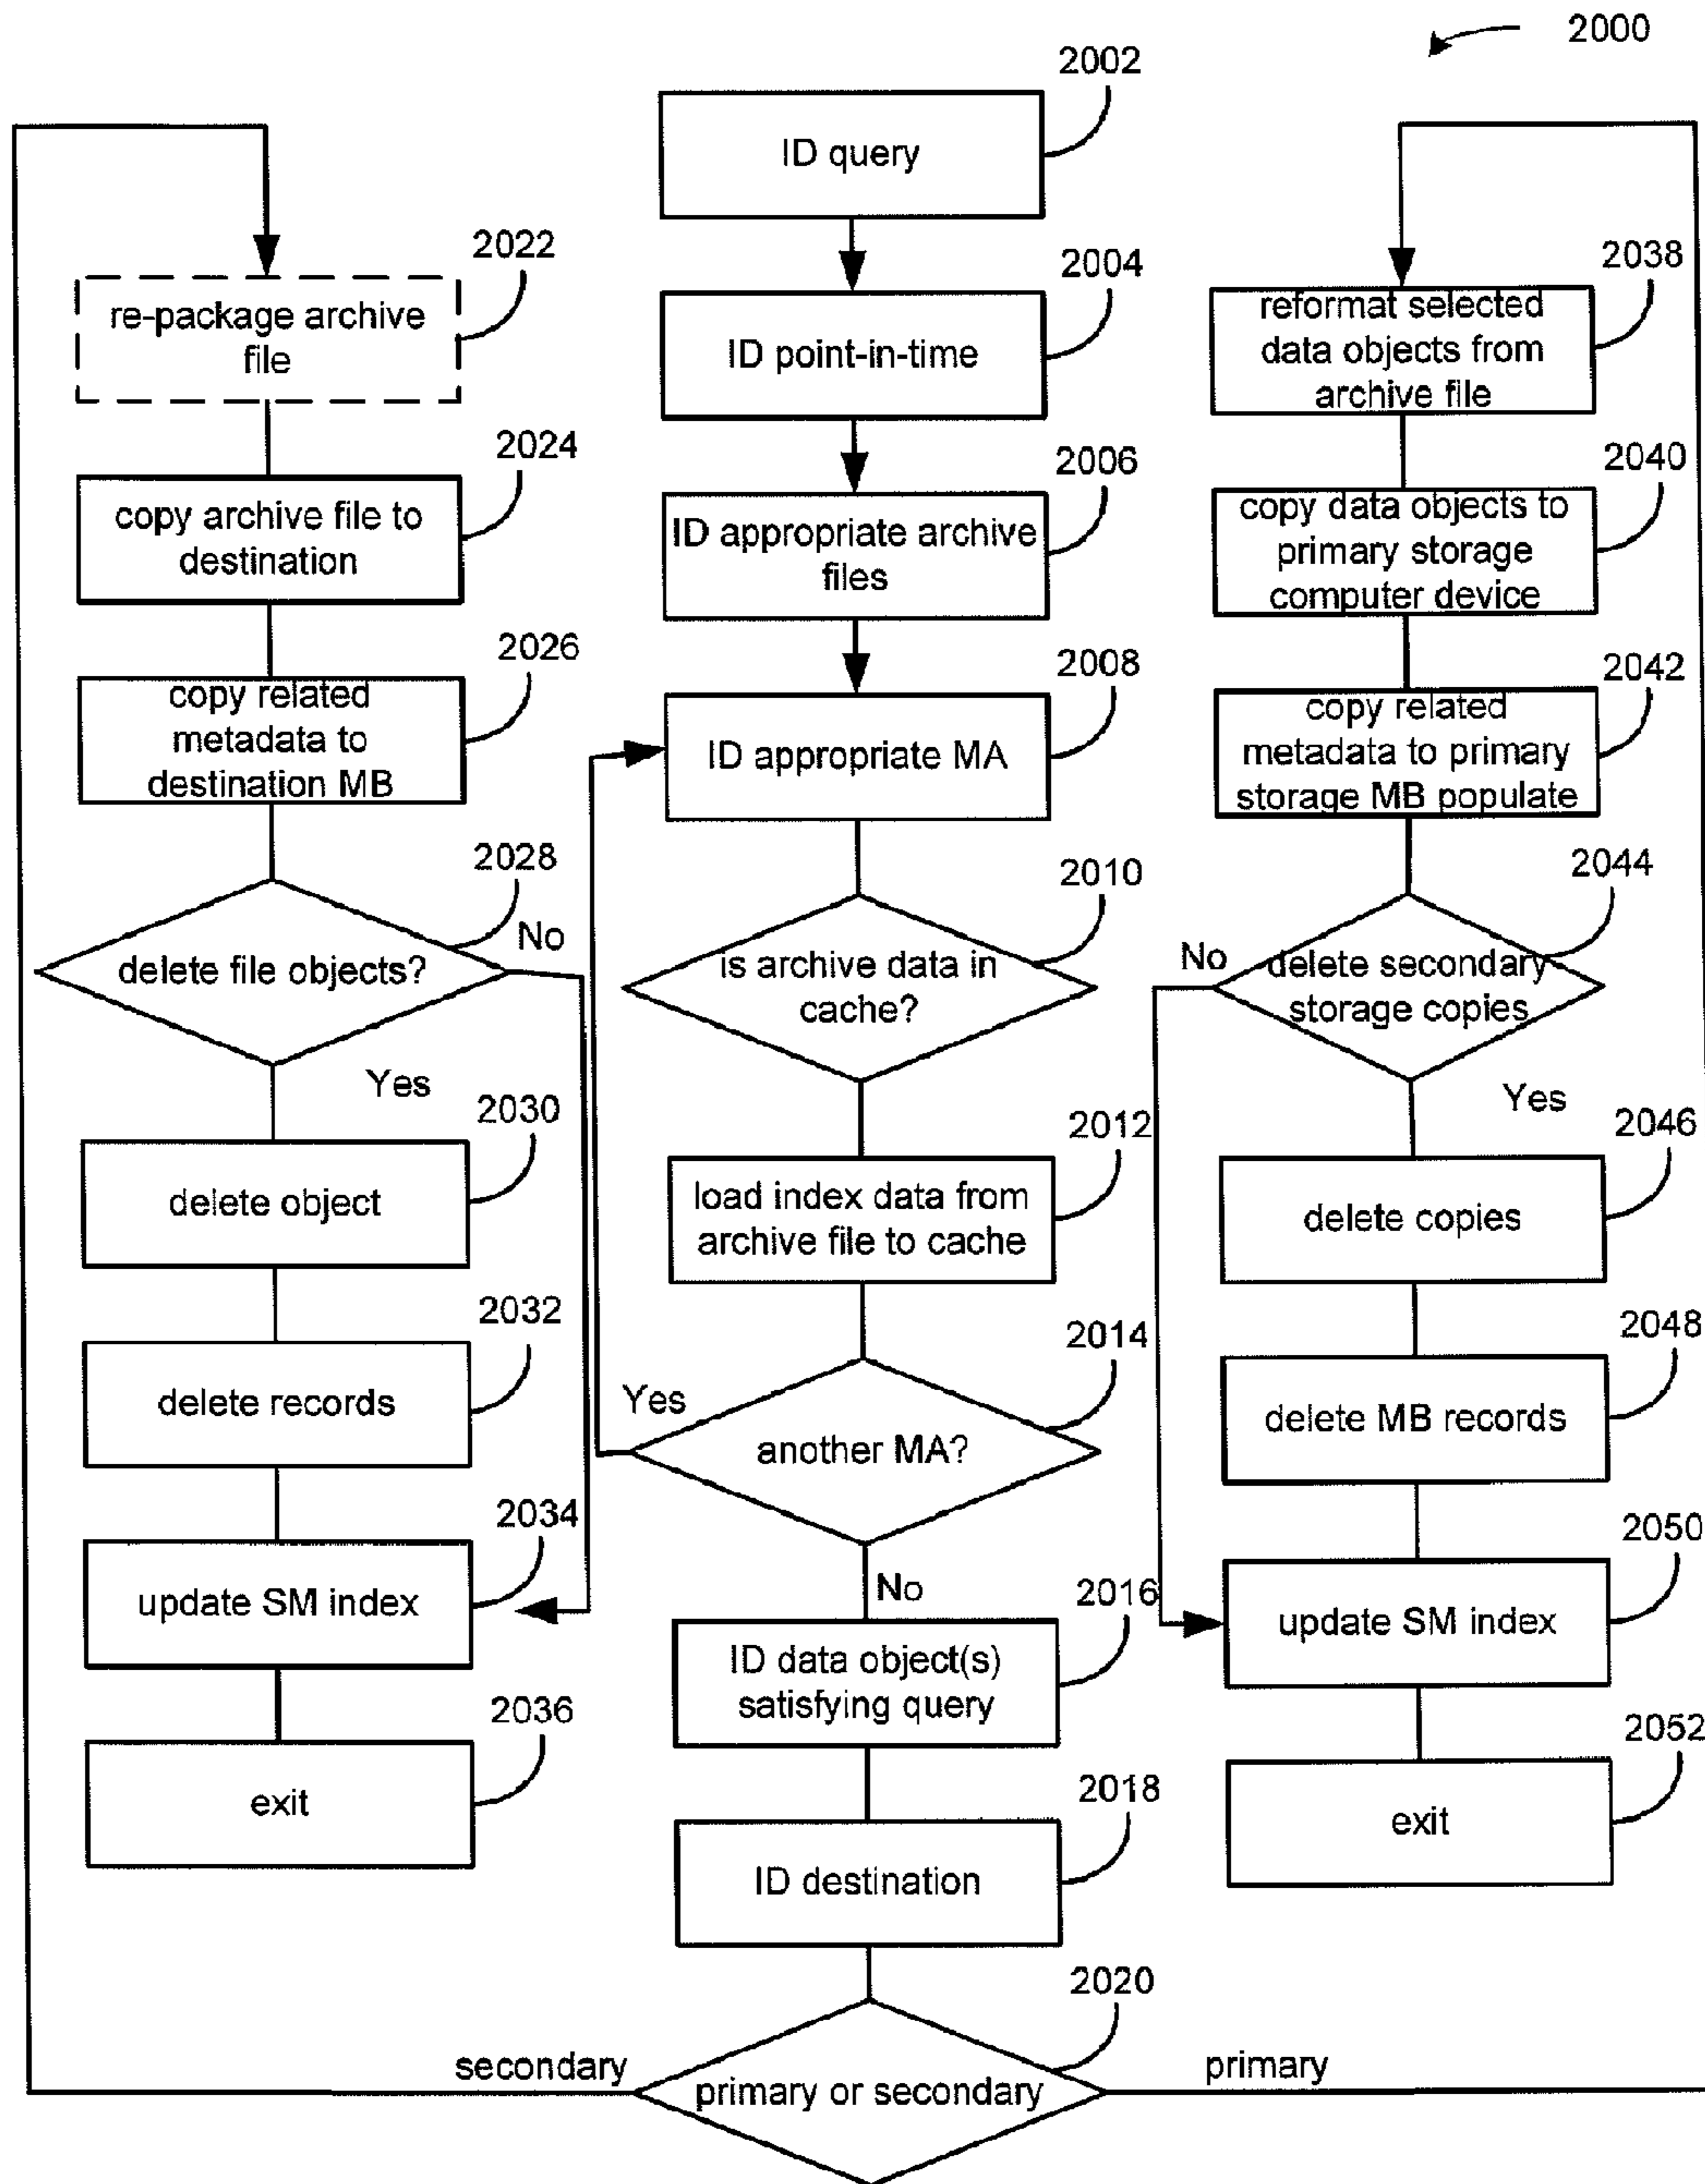 2000
2002
ID query
2004
ID point-in-time
2006
ID appropriate archive
files
2008
ID appropriate MA
2010
is archive data in
cache?
2012
load index data from
archive file to cache
2014
Yes
another MA?
No
2016
ID data object(s)
satisfying query
2018
ID destination
2020
secondary
primary or secondary
primary
2022
re-package archive
file
2024
copy archive file to
destination
2026
copy related
metadata to
destination MB
2028
No
delete file objects?
Yes
2030
delete object
2032
delete records
2034
update SM index
2036
exit
2038
reformat selected
data objects from
archive file
2040
copy data objects to
primary storage
computer device
2042
copy related
metadata to primary
storage MB populate
2044
No
delete secondary
storage copies
Yes
2046
delete copies
2048
delete MB records
2050
update SM index
2052
exit